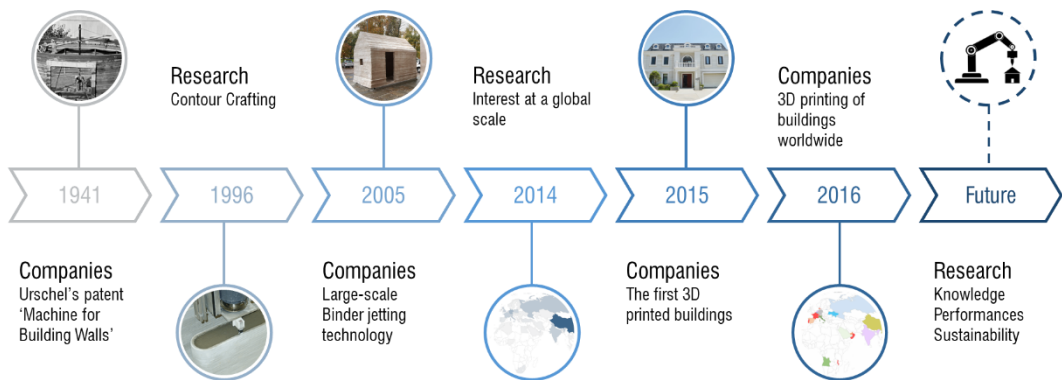 Research
Contour Crafting
Research
Interest at a global
scale
Companies
3D printing of
buildings
worldwide
1941
1996
2005
2014
2015
2016
Future
Companies
Urschel's patent
‘Machine for
Building Walls’
Companies
Large-scale
Binder jetting
technology
Companies
The first 3D
printed buildings
Research
Knowledge
Performances
Sustainability